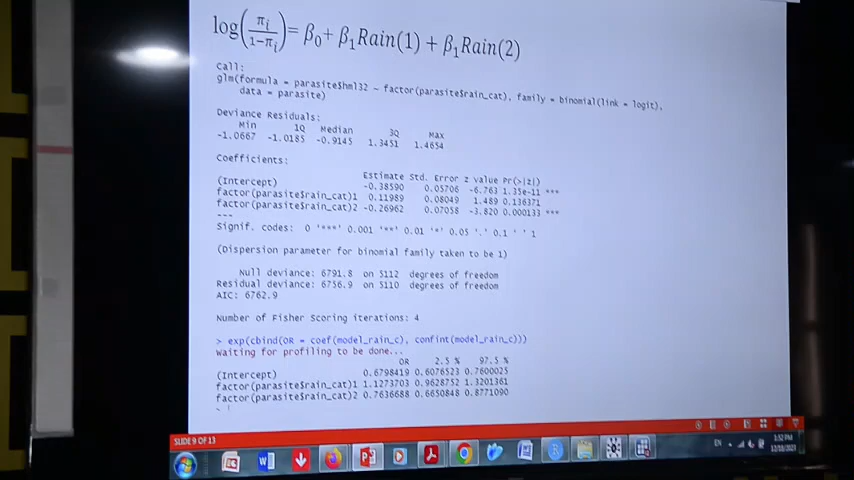 log(πᵢ/1−πᵢ)= β₀+ β₁Rain(1) + β₁Rain(2)
Call:
glm(formula = parasite$hml32 ~ factor(parasite$rain_cat), family = binomial(link = logit),
data = parasite)
Deviance Residuals:
Min 1Q Median 3Q Max
-1.0667 -1.0185 -0.9145 1.3451 1.4654
Coefficients:
Estimate Std. Error z value Pr(>|z|)
(Intercept) -0.38590 0.05706 -6.763 1.35e-11 ***
factor(parasite$rain_cat)1 0.11989 0.08049 1.489 0.136371
factor(parasite$rain_cat)2 -0.26962 0.07058 -3.820 0.000133 ***
---
Signif. codes: 0 '***' 0.001 '**' 0.01 '*' 0.05 '.' 0.1 ' ' 1
(Dispersion parameter for binomial family taken to be 1)
Null deviance: 6791.8 on 5112 degrees of freedom
Residual deviance: 6756.9 on 5110 degrees of freedom
AIC: 6762.9
Number of Fisher Scoring iterations: 4
> exp(cbind(OR = coef(model_rain_c), confint(model_rain_c)))
Waiting for profiling to be done...
OR 2.5 % 97.5 %
(Intercept) 0.6798419 0.6076523 0.7600025
factor(parasite$rain_cat)1 1.1273703 0.9628752 1.3201361
factor(parasite$rain_cat)2 0.7636688 0.6650848 0.8771090
>
SLIDE 9 OF 13
EN
1:32 PM